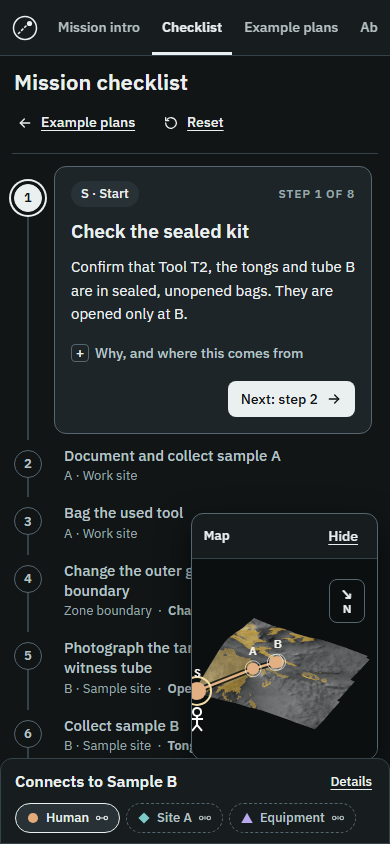 Mission intro
Checklist
Example plans
Ab
Mission checklist
Example plans
Reset
1
S · Start
STEP 1 OF 8
Check the sealed kit
Confirm that Tool T2, the tongs and tube B
are in sealed, unopened bags. They are
opened only at B.
+ Why, and where this comes from
Next: step 2
2
Document and collect sample A
A · Work site
3
Bag the used tool
A · Work site
4
Change the outer g
boundary
Zone boundary · Cha
5
Photograph the tar
witness tube
B · Sample site · Ope
6
Collect sample B
B · Sample site · Tong
Map
Hide
N
B
A
S
Connects to Sample B
Details
Human
Site A
Equipment